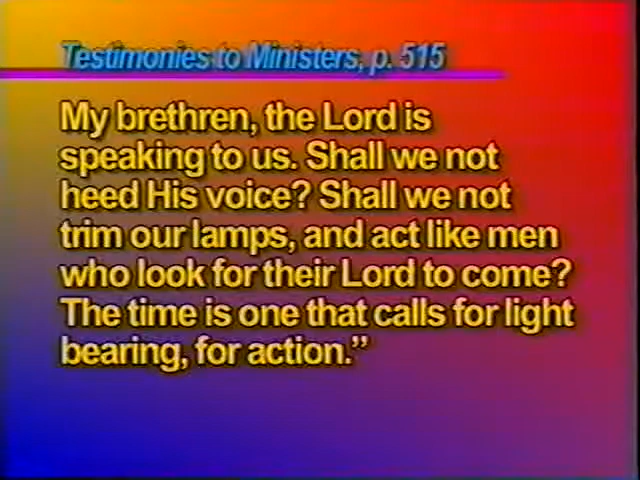 Testimonies to Ministers, p. 515
My brethren, the Lord is
speaking to us. Shall we not
heed His voice? Shall we not
trim our lamps, and act like men
who look for their Lord to come?
The time is one that calls for light
bearing, for action.”